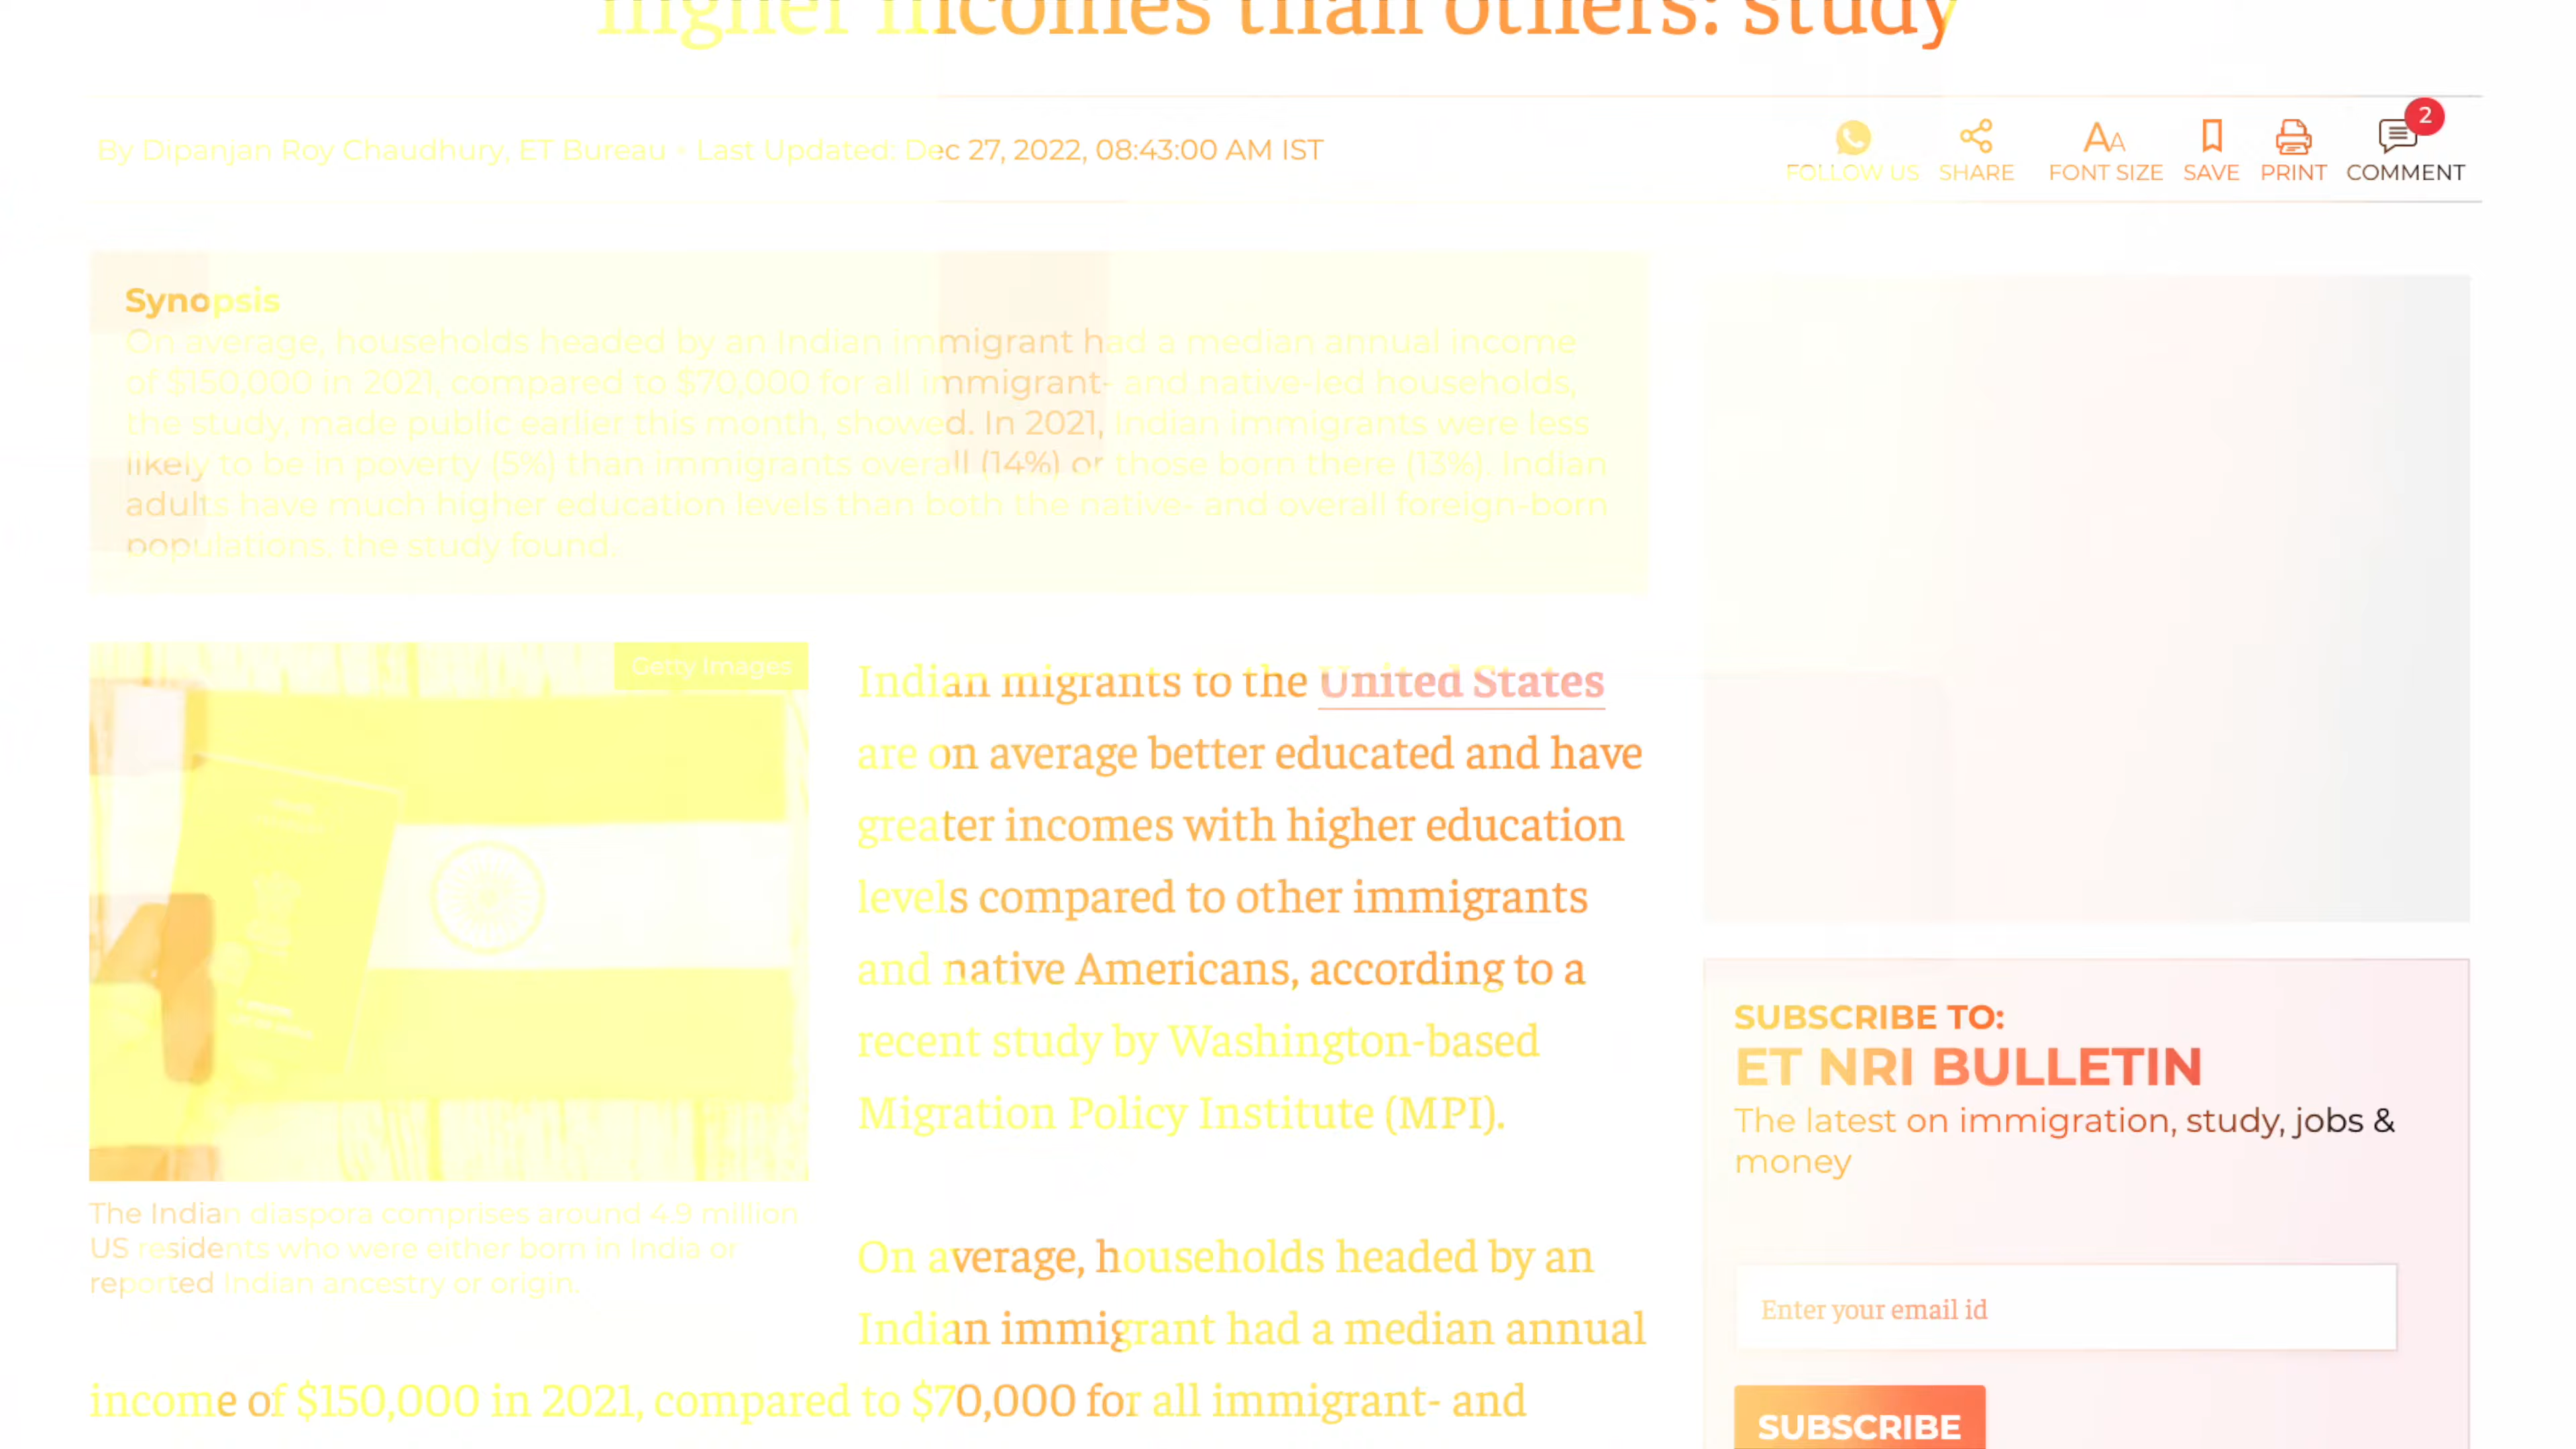 higher incomes than others: study
By Dipanjan Roy Chaudhury, ET Bureau • Last Updated: Dec 27, 2022, 08:43:00 AM IST
FOLLOW US SHARE FONT SIZE SAVE PRINT COMMENT
2
Synopsis
On average, households headed by an Indian immigrant had a median annual income
of $150,000 in 2021, compared to $70,000 for all immigrant- and native-led households,
the study, made public earlier this month, showed. In 2021, Indian immigrants were less
likely to be in poverty (5%) than immigrants overall (14%) or those born there (13%). Indian
adults have much higher education levels than both the native- and overall foreign-born
populations, the study found.
Getty Images
The Indian diaspora comprises around 4.9 million
US residents who were either born in India or
reported Indian ancestry or origin.
Indian migrants to the United States
are on average better educated and have
greater incomes with higher education
levels compared to other immigrants
and native Americans, according to a
recent study by Washington-based
Migration Policy Institute (MPI).
On average, households headed by an
Indian immigrant had a median annual
income of $150,000 in 2021, compared to $70,000 for all immigrant- and
SUBSCRIBE TO:
ET NRI BULLETIN
The latest on immigration, study, jobs &
money
Enter your email id
SUBSCRIBE